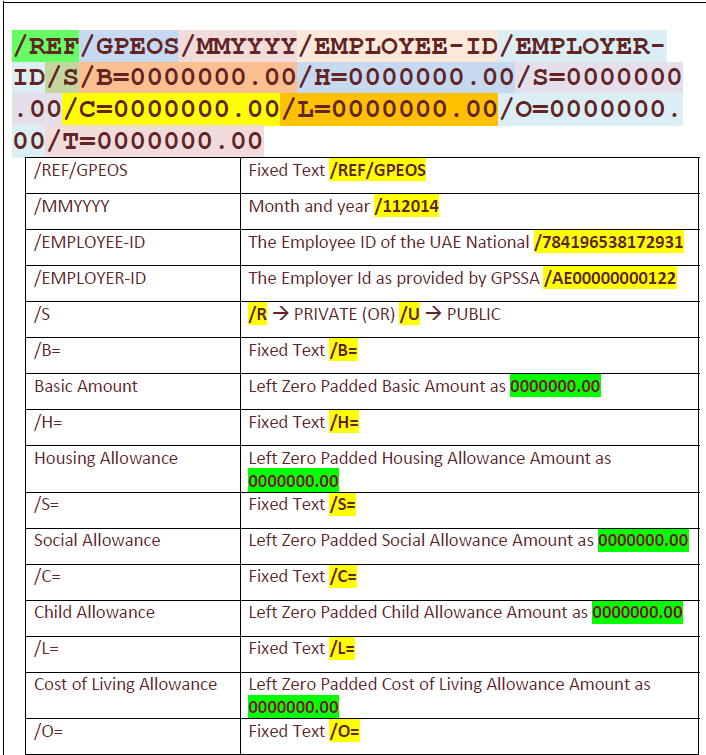 /REF/GPEOS/MMYYYY/EMPLOYEE-ID/EMPLOYER-
ID/S/B=0000000.00/H=0000000.00/S=0000000
.00/C=0000000.00/L=0000000.00/O=0000000.
00/T=0000000.00
/REF/GPEOS Fixed Text /REF/GPEOS
/MMYYYY Month and year /112014
/EMPLOYEE-ID The Employee ID of the UAE National /784196538172931
/EMPLOYER-ID The Employer Id as provided by GPSSA /AE00000000122
/S /R → PRIVATE (OR) /U → PUBLIC
/B= Fixed Text /B=
Basic Amount Left Zero Padded Basic Amount as 0000000.00
/H= Fixed Text /H=
Housing Allowance Left Zero Padded Housing Allowance Amount as
0000000.00
/S= Fixed Text /S=
Social Allowance Left Zero Padded Social Allowance Amount as 0000000.00
/C= Fixed Text /C=
Child Allowance Left Zero Padded Child Allowance Amount as 0000000.00
/L= Fixed Text /L=
Cost of Living Allowance Left Zero Padded Cost of Living Allowance Amount as
0000000.00
/O= Fixed Text /O=